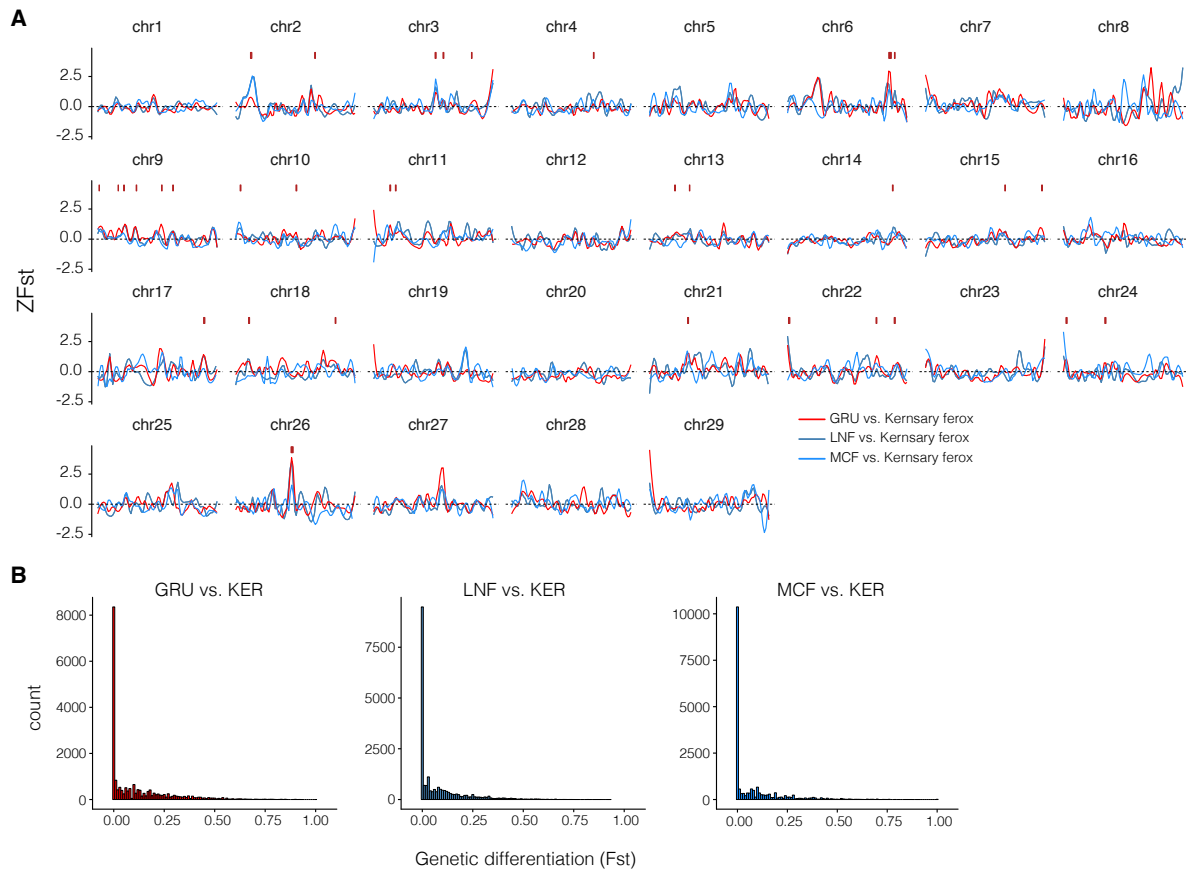 A
chr1 chr2 chr3 chr4 chr5 chr6 chr7 chr8
2.5
0.0
-2.5
chr9 chr10 chr11 chr12 chr13 chr14 chr15 chr16
2.5
0.0
-2.5
ZFst
chr17 chr18 chr19 chr20 chr21 chr22 chr23 chr24
2.5
0.0
-2.5
GRU vs. Kernsary ferox
LNF vs. Kernsary ferox
MCF vs. Kernsary ferox
chr25 chr26 chr27 chr28 chr29
2.5
0.0
-2.5
B
GRU vs. KER LNF vs. KER MCF vs. KER
count
8000
6000
4000
2000
0
7500
5000
2500
0
10000
7500
5000
2500
0
0.00 0.25 0.50 0.75 1.00 0.00 0.25 0.50 0.75 1.00 0.00 0.25 0.50 0.75 1.00
Genetic differentiation (Fst)